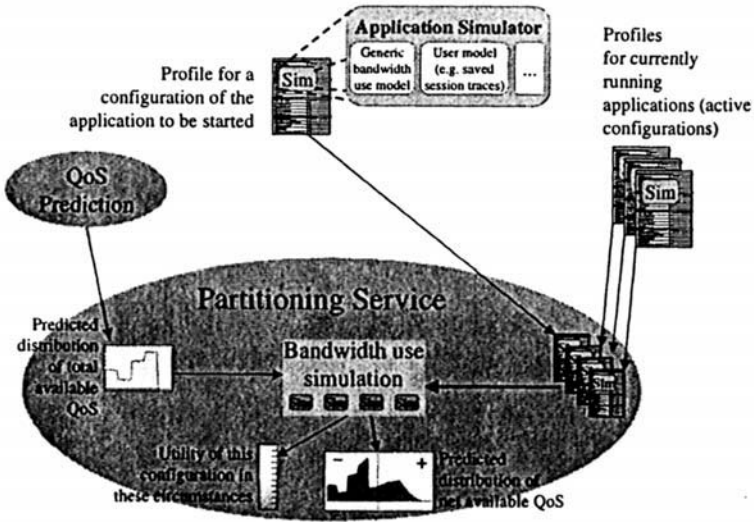 Application Simulator
Generic
bandwidth
use model
User model
(e.g. saved
session traces)
...
Sim
Profile for a
configuration of the
application to be started
Profiles
for currently
running
applications (active
configurations)
Sim
QoS
Prediction
Partitioning Service
Predicted
distribution
of total
available
QoS
Bandwidth use
simulation
Sim
Utility of this
configuration in
these circumstances
– +
Predicted
distribution of
net available QoS